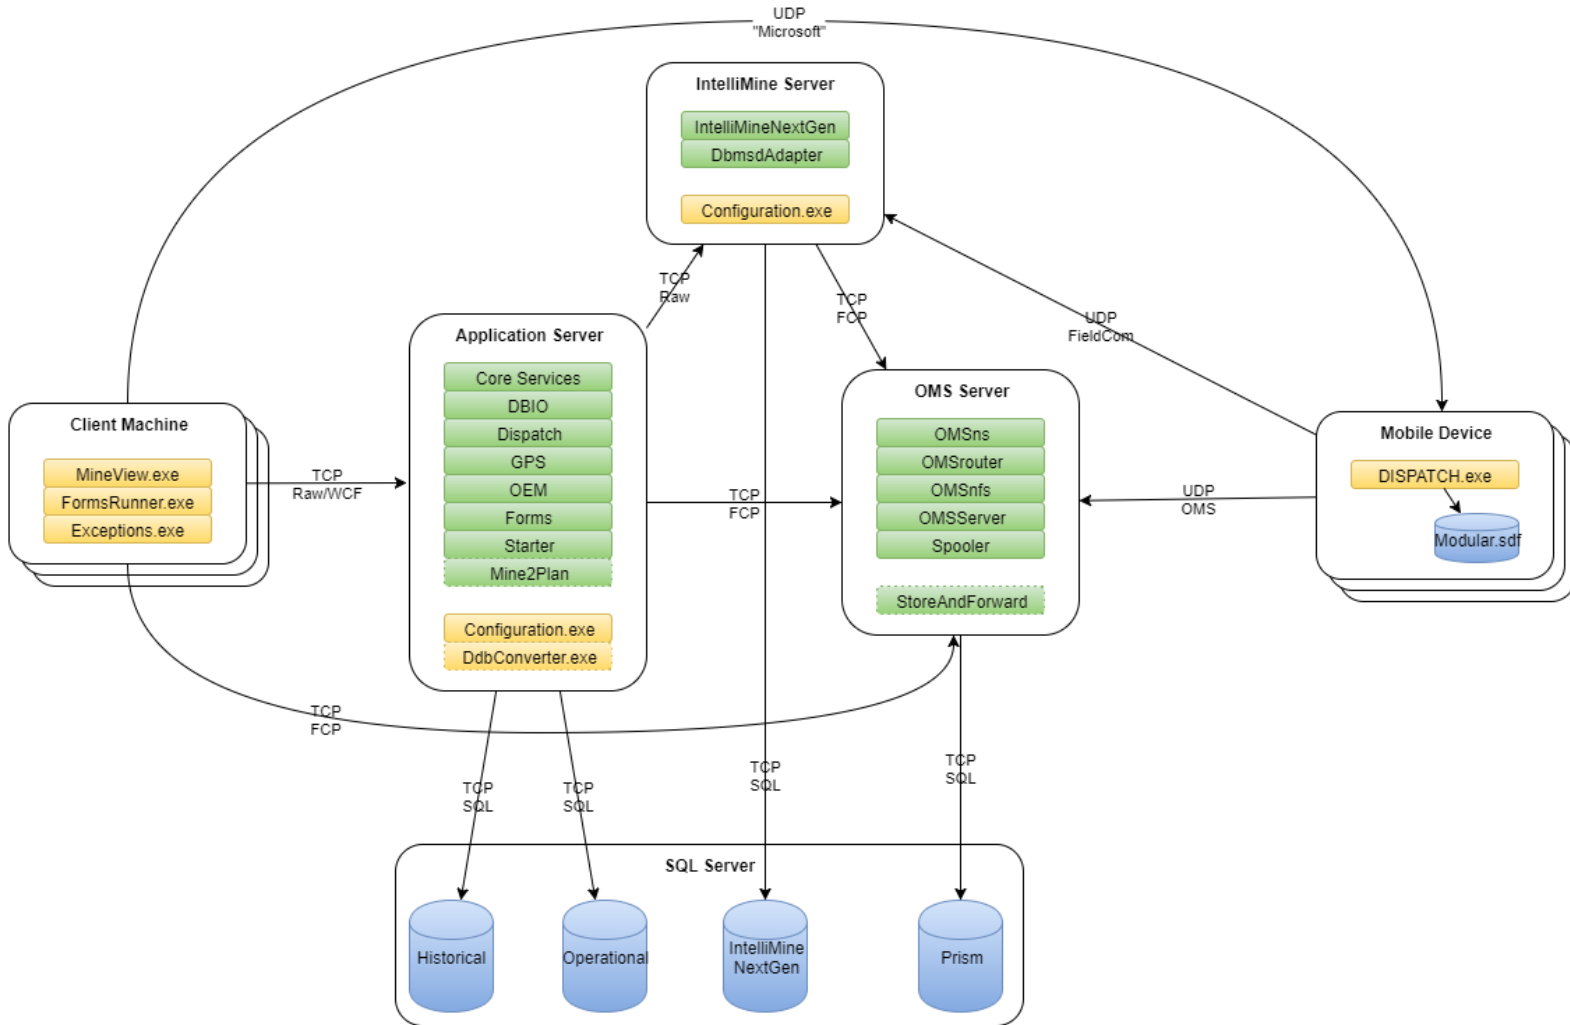 UDP
"Microsoft"
IntelliMine Server
IntelliMineNextGen
DbmsdAdapter
Configuration.exe
TCP
Raw
TCP
FCP
UDP
FieldCom
Application Server
Core Services
DBIO
Dispatch
GPS
OEM
Forms
Starter
Mine2Plan
Configuration.exe
DdbConverter.exe
Client Machine
MineView.exe
FormsRunner.exe
Exceptions.exe
TCP
Raw/WCF
TCP
FCP
OMS Server
OMSns
OMSrouter
OMSnfs
OMSServer
Spooler
StoreAndForward
UDP
OMS
Mobile Device
DISPATCH.exe
Modular.sdf
TCP
FCP
TCP
SQL
TCP
SQL
TCP
SQL
TCP
SQL
SQL Server
Historical
Operational
IntelliMine
NextGen
Prism